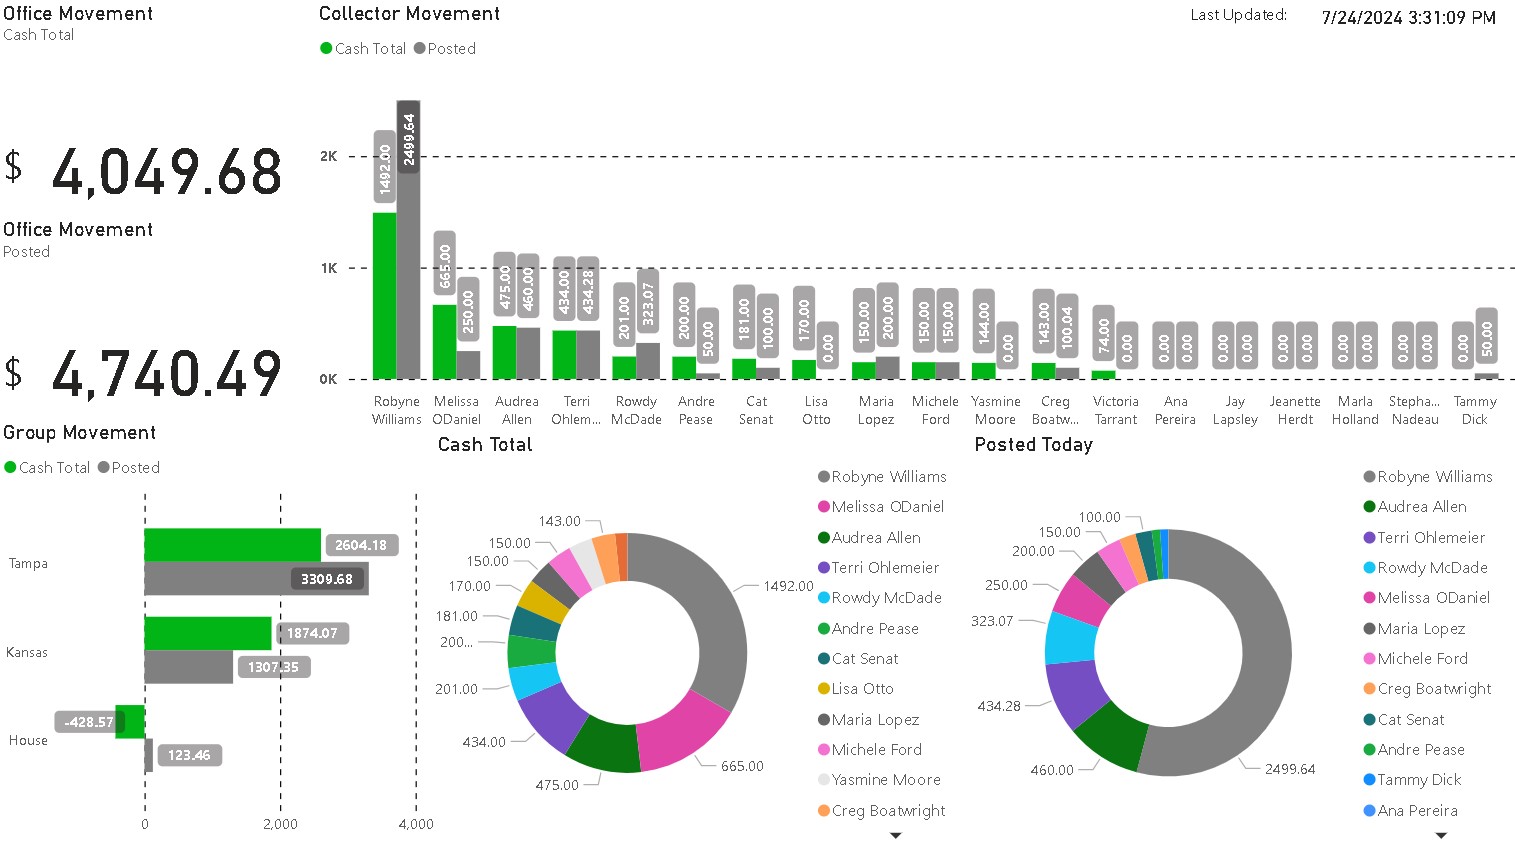 Office Movement
Cash Total
$ 4,049.68
Office Movement
Posted
$ 4,740.49
Collector Movement
Cash Total Posted
Last Updated: 7/24/2024 3:31:09 PM
2K
1K
0K
1492.00 2499.64
665.00 250.00
475.00 460.00
434.00 434.28
201.00 323.07
200.00 50.00
181.00 100.00
170.00 0.00
150.00 200.00
150.00 150.00
144.00 0.00
143.00 100.04
74.00 0.00
0.00 0.00
0.00 0.00
0.00 0.00
0.00 0.00
0.00 0.00
0.00 50.00
Robyne Williams
Melissa ODaniel
Audrea Allen
Terri Ohlem...
Rowdy McDade
Andre Pease
Cat Senat
Lisa Otto
Maria Lopez
Michele Ford
Yasmine Moore
Creg Boatw...
Victoria Tarrant
Ana Pereira
Jay Lapsley
Jeanette Herdt
Marla Holland
Stepha... Nadeau
Tammy Dick
Group Movement
Cash Total Posted
Tampa
2604.18
3309.68
Kansas
1874.07
1307.35
House
-428.57
123.46
0 2,000 4,000
Cash Total
143.00
150.00
150.00
170.00
181.00
200...
201.00
434.00
475.00
665.00
1492.00
Robyne Williams
Melissa ODaniel
Audrea Allen
Terri Ohlemeier
Rowdy McDade
Andre Pease
Cat Senat
Lisa Otto
Maria Lopez
Michele Ford
Yasmine Moore
Creg Boatwright
Posted Today
100.00
150.00
200.00
250.00
323.07
434.28
460.00
2499.64
Robyne Williams
Audrea Allen
Terri Ohlemeier
Rowdy McDade
Melissa ODaniel
Maria Lopez
Michele Ford
Creg Boatwright
Cat Senat
Andre Pease
Tammy Dick
Ana Pereira